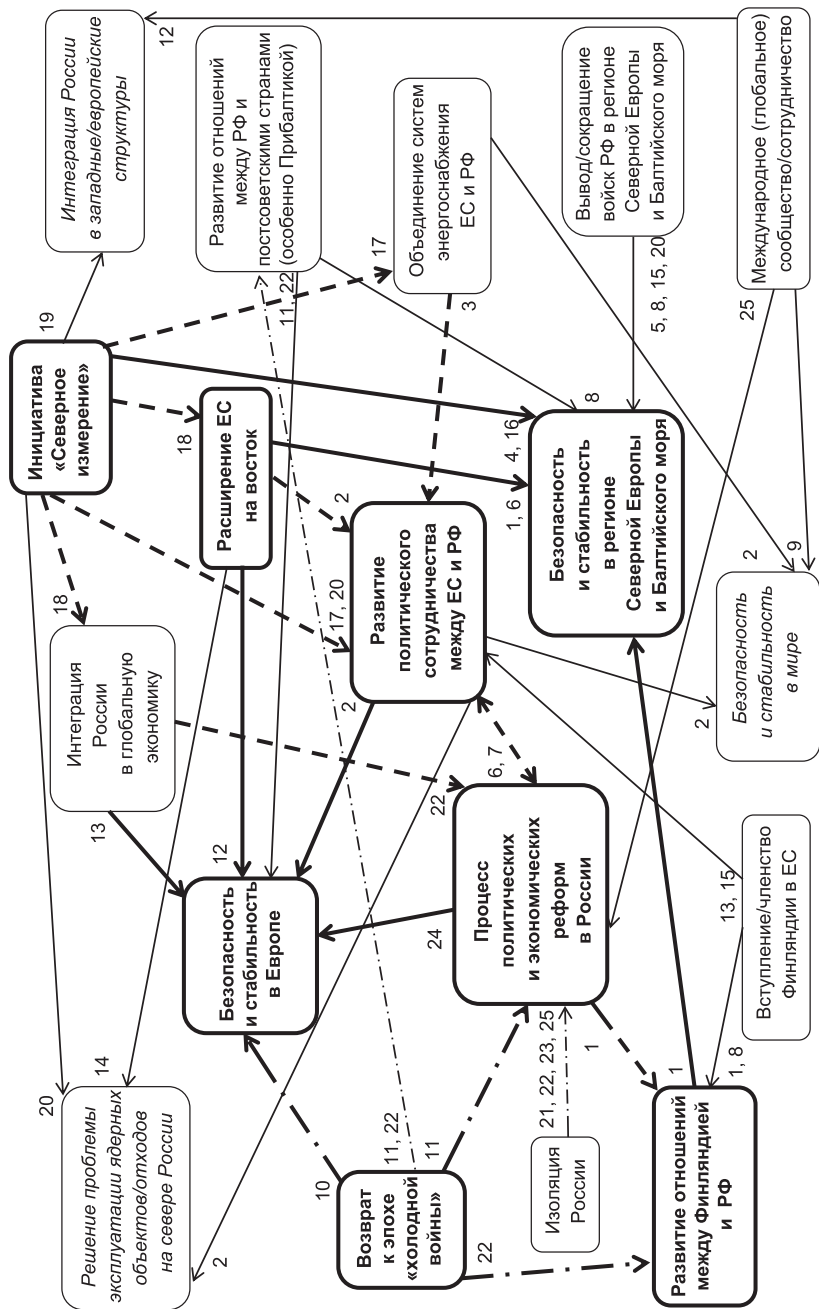 Решение проблемы
эксплуатации ядерных
объектов/отходов
на севере России
20
14
2
Интеграция
России
в глобальную
экономику
18
13
Инициатива
«Северное
измерение»
19
Интеграция России
в западные/европейские
структуры
12
Безопасность
и стабильность
в Европе
12
Расширение ЕС
на восток
18
Развитие отношений
между РФ и
постсоветскими странами
(особенно Прибалтикой)
11, 22
10
24
2
2
17, 20
17
Возврат
к эпохе
«холодной
войны»
11, 22
11
22
Развитие
политического
сотрудничества
между ЕС и РФ
Объединение систем
энергоснабжения
ЕС и РФ
3
Процесс
политических
и экономических
реформ
в России
22
6, 7
21, 22, 23, 25
1
Изоляция
России
1, 6
4, 16
8
Безопасность
и стабильность
в регионе
Северной Европы
и Балтийского моря
5, 8, 15, 20
Вывод/сокращение
войск РФ в регионе
Северной Европы
и Балтийского моря
Развитие отношений
между Финляндией
и РФ
1
1, 8
13, 15
Вступление/членство
Финляндии в ЕС
2
Безопасность
и стабильность
в мире
2
9
25
Международное (глобальное)
сообщество/сотрудничество